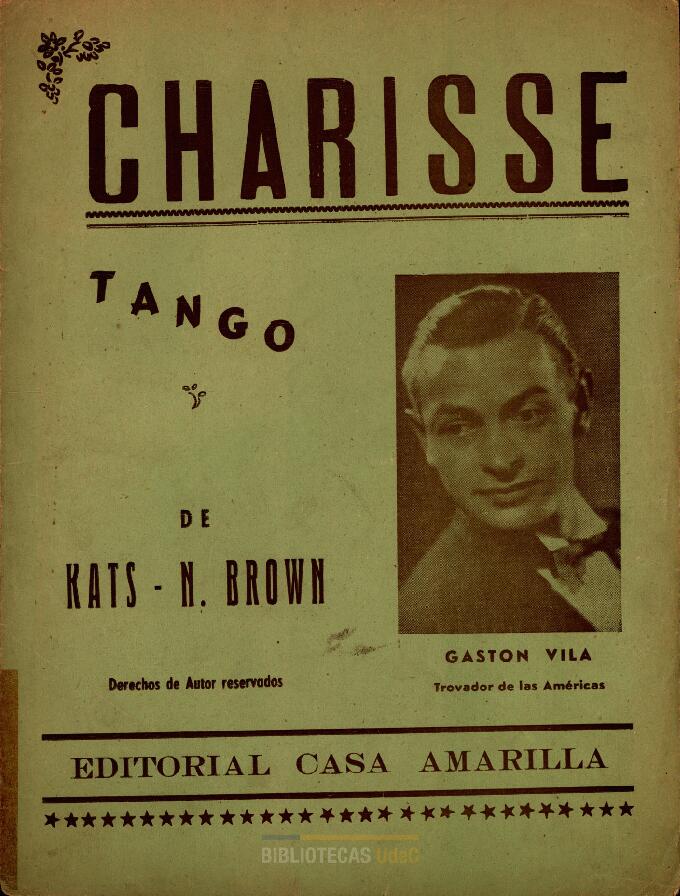 CHARISSE
TANGO
DE
KATS - N. BROWN
GASTON VILA
Trovador de las Américas
Derechos de Autor reservados
EDITORIAL CASA AMARILLA
BIBLIOTECAS UdeC